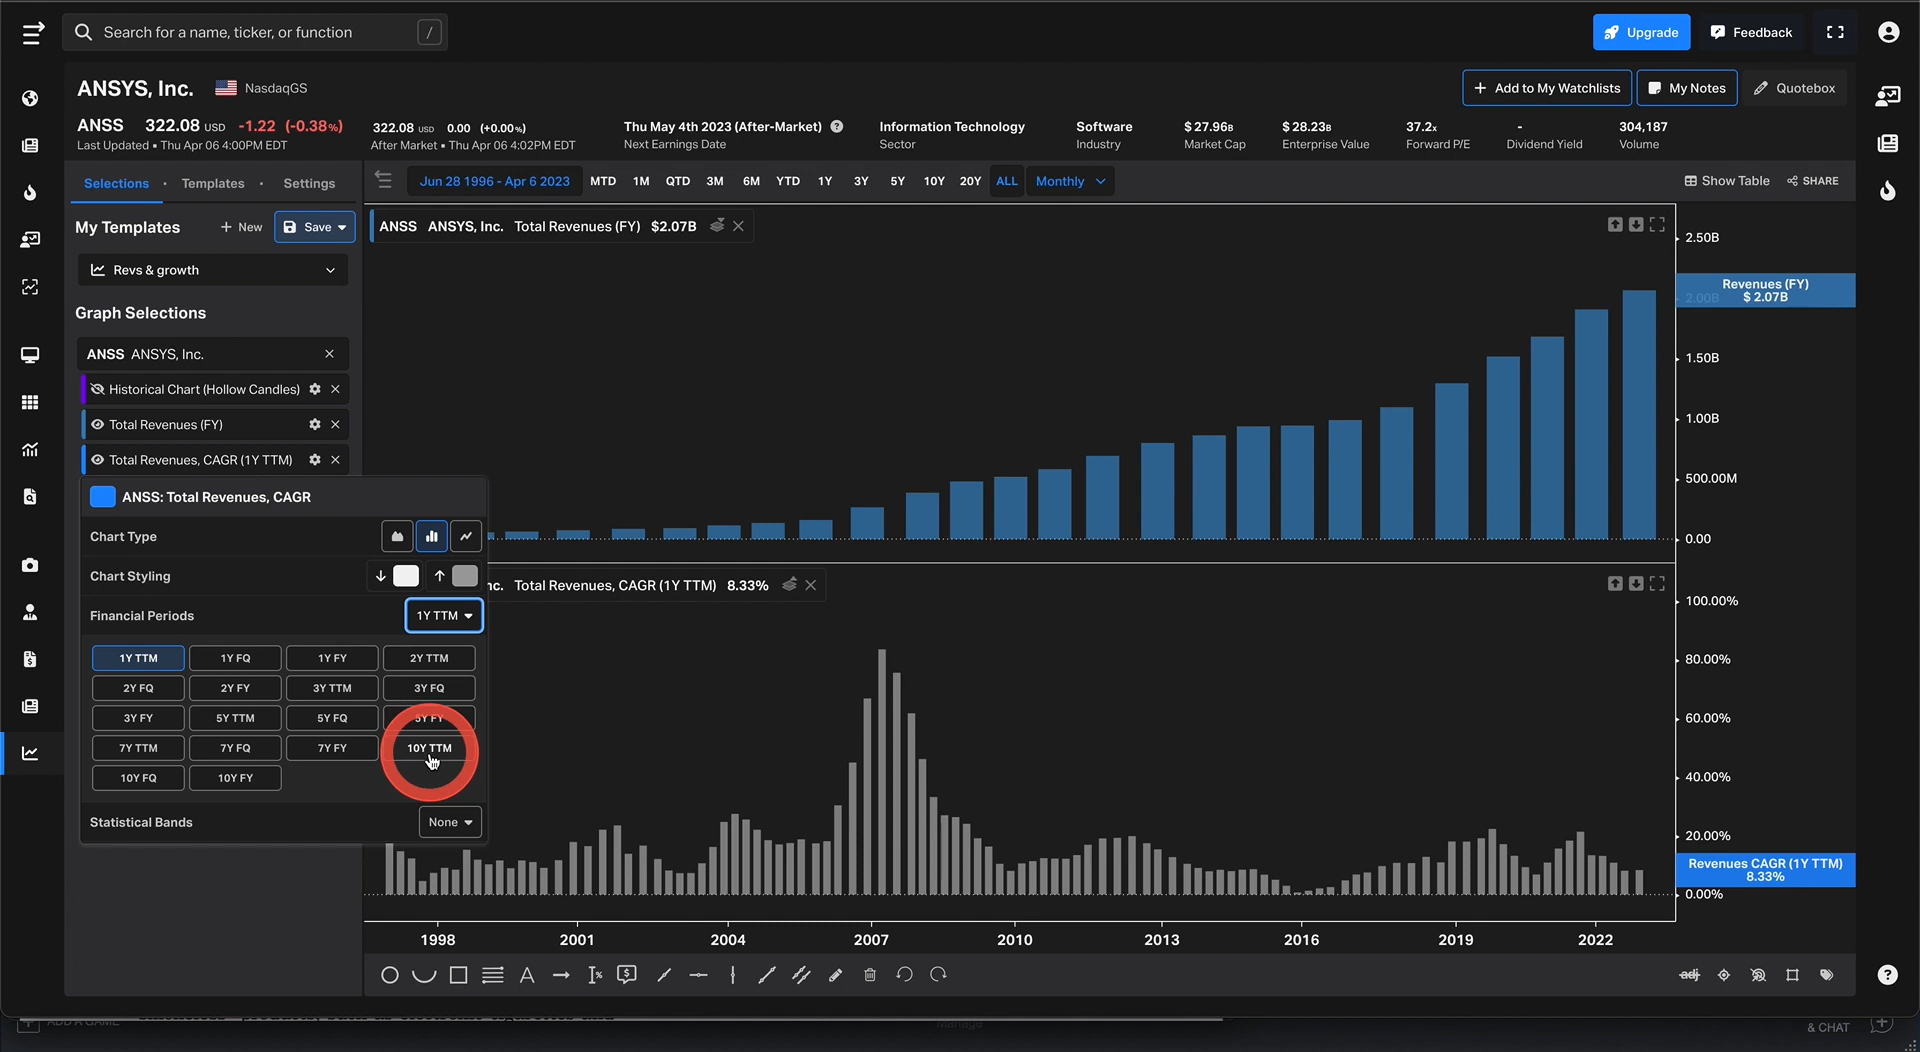 Search for a name, ticker, or function
/
Upgrade
Feedback
ANSYS, Inc.
NasdaqGS
+ Add to My Watchlists
My Notes
Quotebox
ANSS 322.08 USD -1.22 (-0.38%)
Last Updated • Thu Apr 06 4:00PM EDT
322.08 USD 0.00 (+0.00%)
After Market • Thu Apr 06 4:02PM EDT
Thu May 4th 2023 (After-Market) ?
Next Earnings Date
Information Technology
Sector
Software
Industry
$27.96B
Market Cap
$28.23B
Enterprise Value
37.2x
Forward P/E
-
Dividend Yield
304,187
Volume
Selections • Templates • Settings
Jun 28 1996 - Apr 6 2023
MTD 1M QTD 3M 6M YTD 1Y 3Y 5Y 10Y 20Y ALL
Monthly
Show Table
SHARE
My Templates
+ New
Save
Revs & growth
Graph Selections
ANSS ANSYS, Inc.
Historical Chart (Hollow Candles)
Total Revenues (FY)
Total Revenues, CAGR (1Y TTM)
ANSS: Total Revenues, CAGR
Chart Type
Chart Styling
Financial Periods
1Y TTM
1Y TTM 1Y FQ 1Y FY 2Y TTM
2Y FQ 2Y FY 3Y TTM 3Y FQ
3Y FY 5Y TTM 5Y FQ 5Y FY
7Y TTM 7Y FQ 7Y FY 10Y TTM
10Y FQ 10Y FY
Statistical Bands
None
ANSS ANSYS, Inc. Total Revenues (FY) $2.07B
2.50B
Revenues (FY)
$ 2.07B
2.00B
1.50B
1.00B
500.00M
0.00
nc. Total Revenues, CAGR (1Y TTM) 8.33%
100.00%
80.00%
60.00%
40.00%
20.00%
Revenues CAGR (1Y TTM)
8.33%
0.00%
1998 2001 2004 2007 2010 2013 2016 2019 2022
A
adj
?
ADD A GAME
Manage
& CHAT